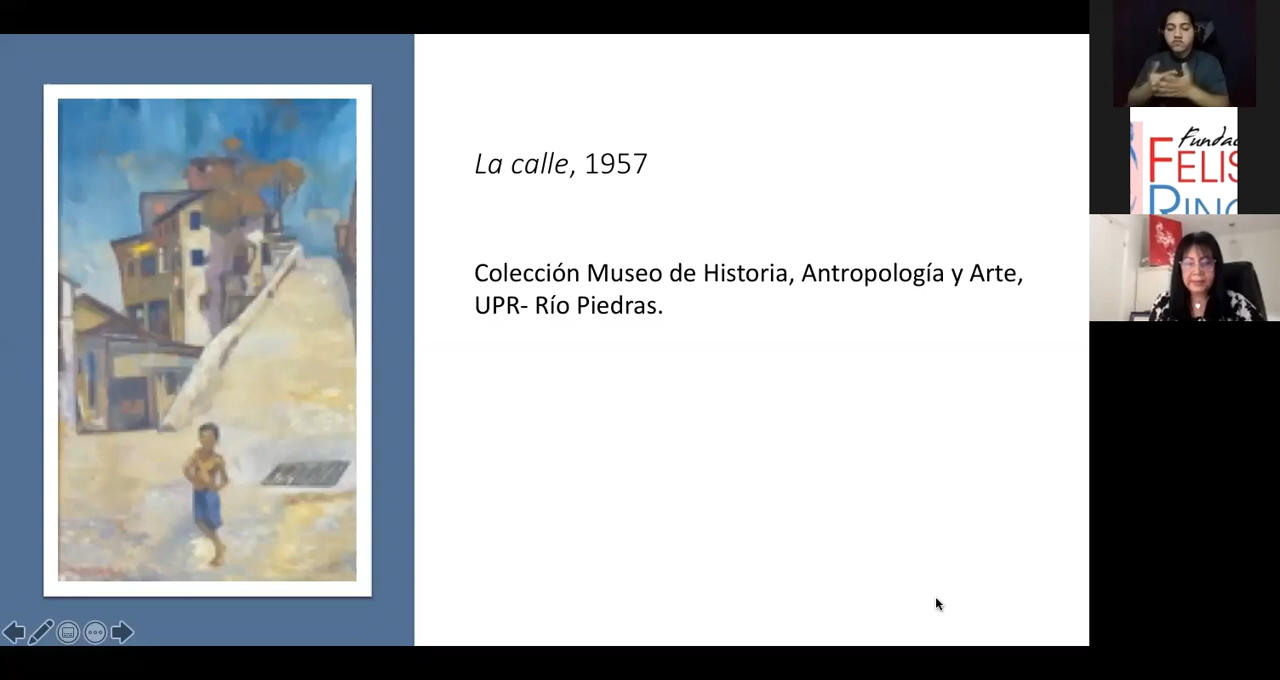 La calle, 1957
Colección Museo de Historia, Antropología y Arte,
UPR- Río Piedras.